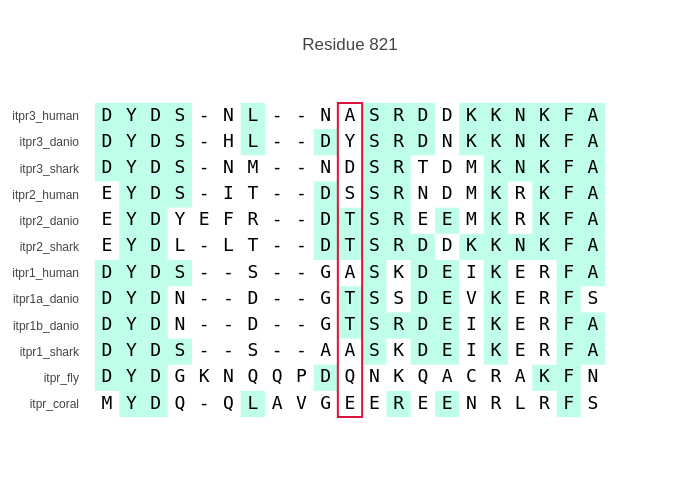 Residue 821
itpr3_human D Y D S - N L - - N A S R D D K K N K F A
itpr3_danio D Y D S - H L - - D Y S R D N K K N K F A
itpr3_shark D Y D S - N M - - N D S R T D M K N K F A
itpr2_human E Y D S - I T - - D S S R N D M K R K F A
itpr2_danio E Y D Y E F R - - D T S R E E M K R K F A
itpr2_shark E Y D L - L T - - D T S R D D K K N K F A
itpr1_human D Y D S - - S - - G A S K D E I K E R F A
itpr1a_danio D Y D N - - D - - G T S S D E V K E R F S
itpr1b_danio D Y D N - - D - - G T S R D E I K E R F A
itpr1_shark D Y D S - - S - - A A S K D E I K E R F A
itpr_fly D Y D G K N Q Q P D Q N K Q A C R A K F N
itpr_coral M Y D Q - Q L A V G E E R E E N R L R F S